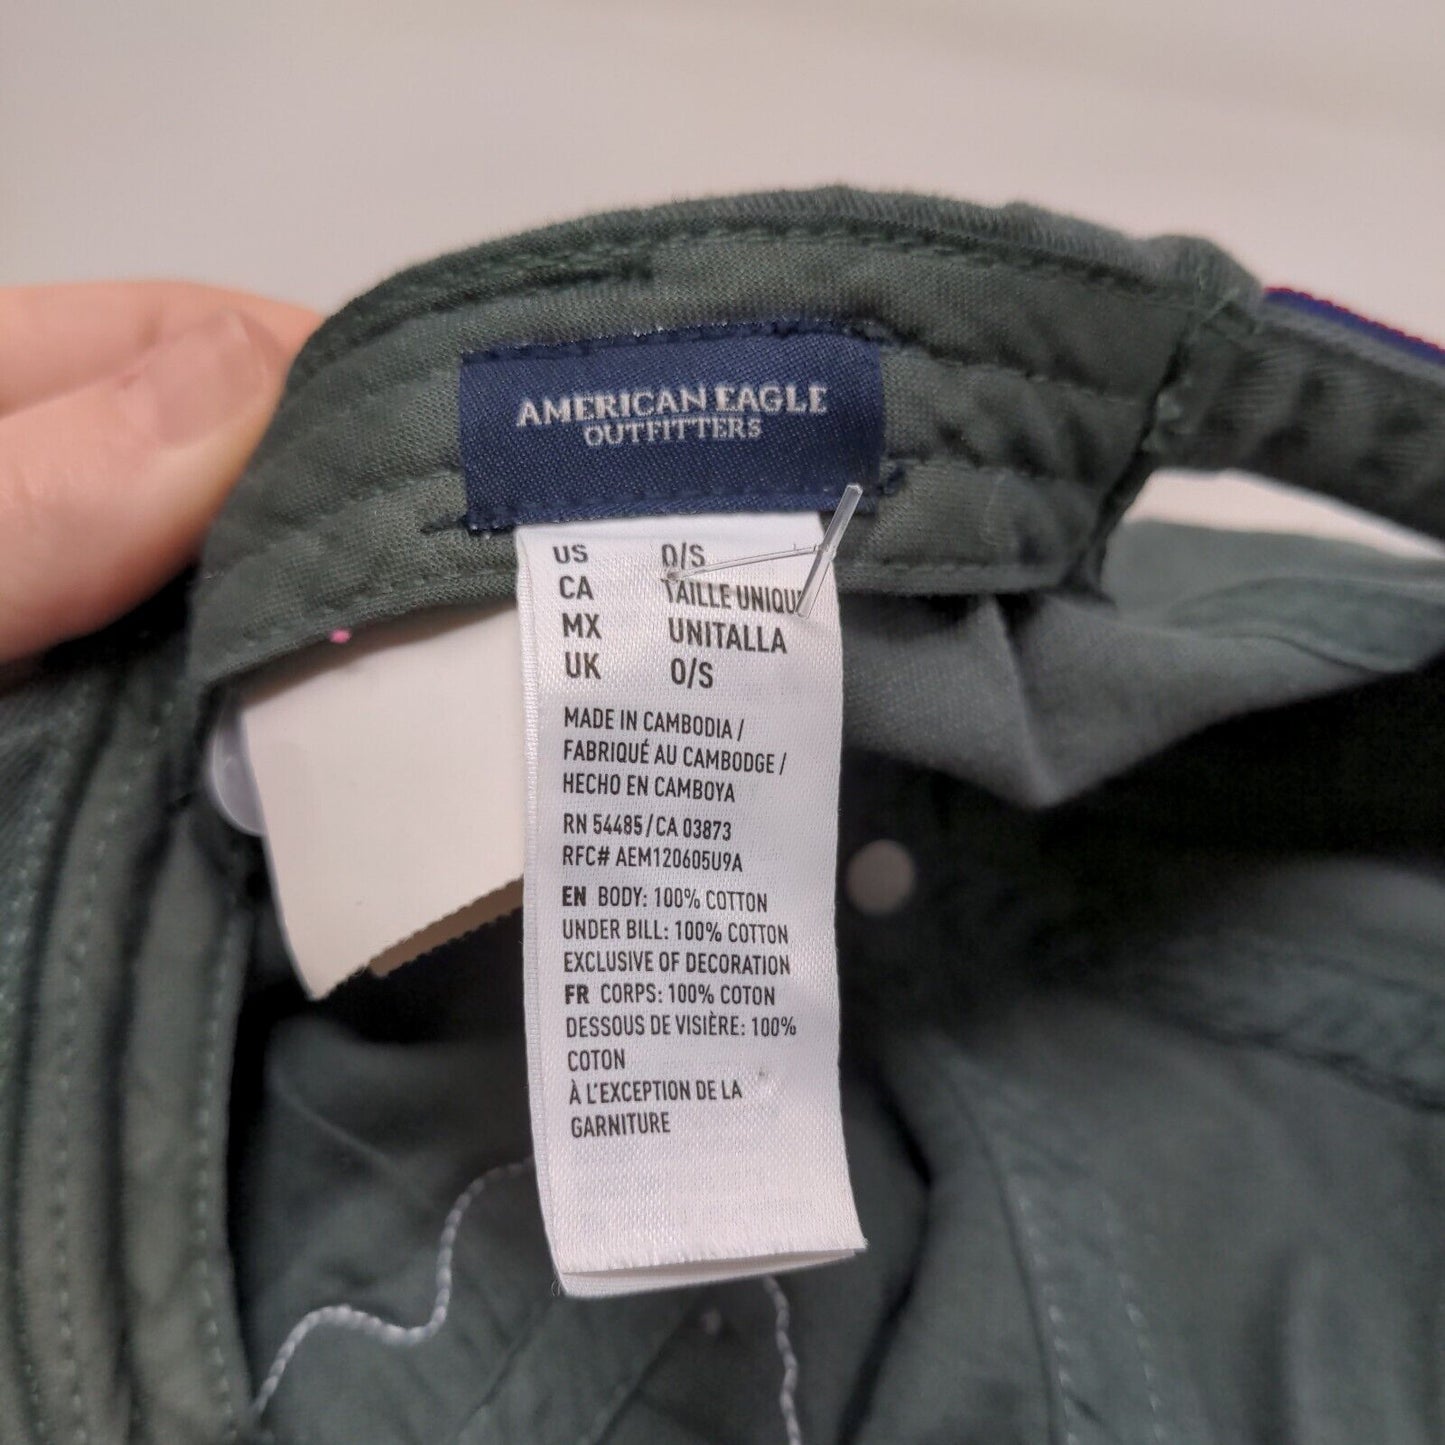 AMERICAN EAGLE
OUTFITTERS
US O/S
CA TAILLE UNIQUE
MX UNITALLA
UK O/S
MADE IN CAMBODIA /
FABRIQUÉ AU CAMBODGE /
HECHO EN CAMBOYA
RN 54485/CA 03873
RFC# AEM120605U9A
EN BODY: 100% COTTON
UNDER BILL: 100% COTTON
EXCLUSIVE OF DECORATION
FR CORPS: 100% COTON
DESSOUS DE VISIÈRE: 100%
COTON
À L'EXCEPTION DE LA
GARNITURE